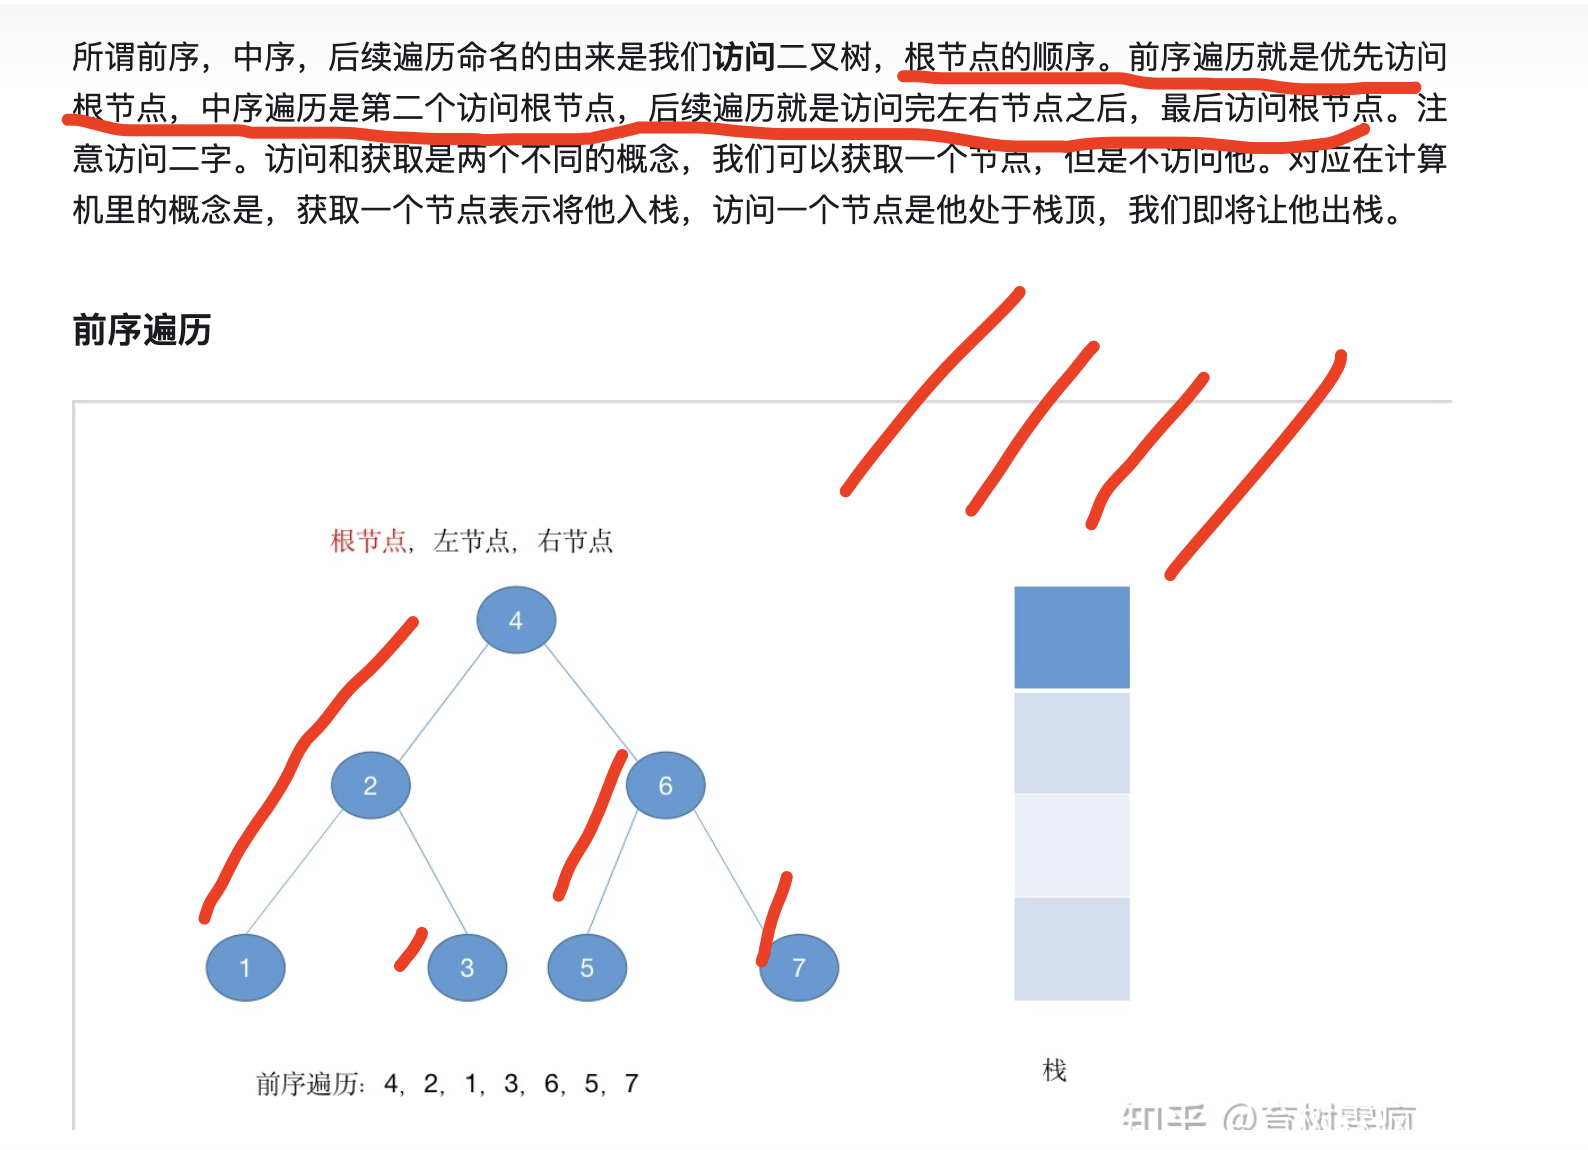 所谓前序，中序，后续遍历命名的由来是我们访问二叉树，根节点的顺序。前序遍历就是优先访问
根节点，中序遍历是第二个访问根节点，后续遍历就是访问完左右节点之后，最后访问根节点。注
意访问二字。访问和获取是两个不同的概念，我们可以获取一个节点，但是不访问他。对应在计算
机里的概念是，获取一个节点表示将他入栈，访问一个节点是他处于栈顶，我们即将让他出栈。
前序遍历
根节点，左节点，右节点
4
2
6
1
3
5
7
前序遍历：4，2，1，3，6，5，7
栈
知乎